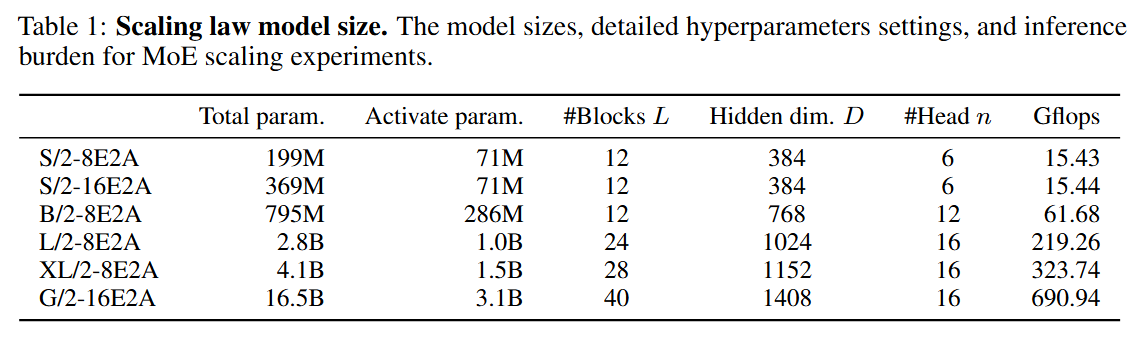 Table 1: Scaling law model size. The model sizes, detailed hyperparameters settings, and inference
burden for MoE scaling experiments.
Total param. Activate param. #Blocks L Hidden dim. D #Head n Gflops
S/2-8E2A 199M 71M 12 384 6 15.43
S/2-16E2A 369M 71M 12 384 6 15.44
B/2-8E2A 795M 286M 12 768 12 61.68
L/2-8E2A 2.8B 1.0B 24 1024 16 219.26
XL/2-8E2A 4.1B 1.5B 28 1152 16 323.74
G/2-16E2A 16.5B 3.1B 40 1408 16 690.94